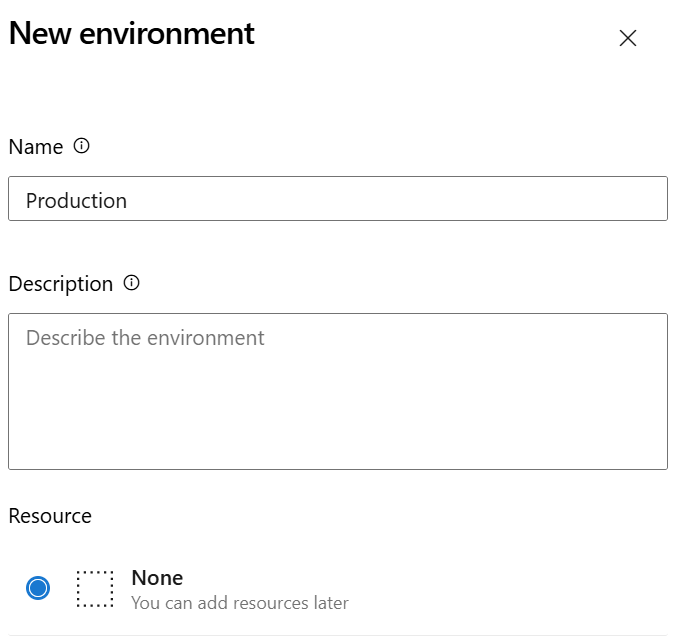 New environment
Name
Production
Description
Describe the environment
Resource
None
You can add resources later